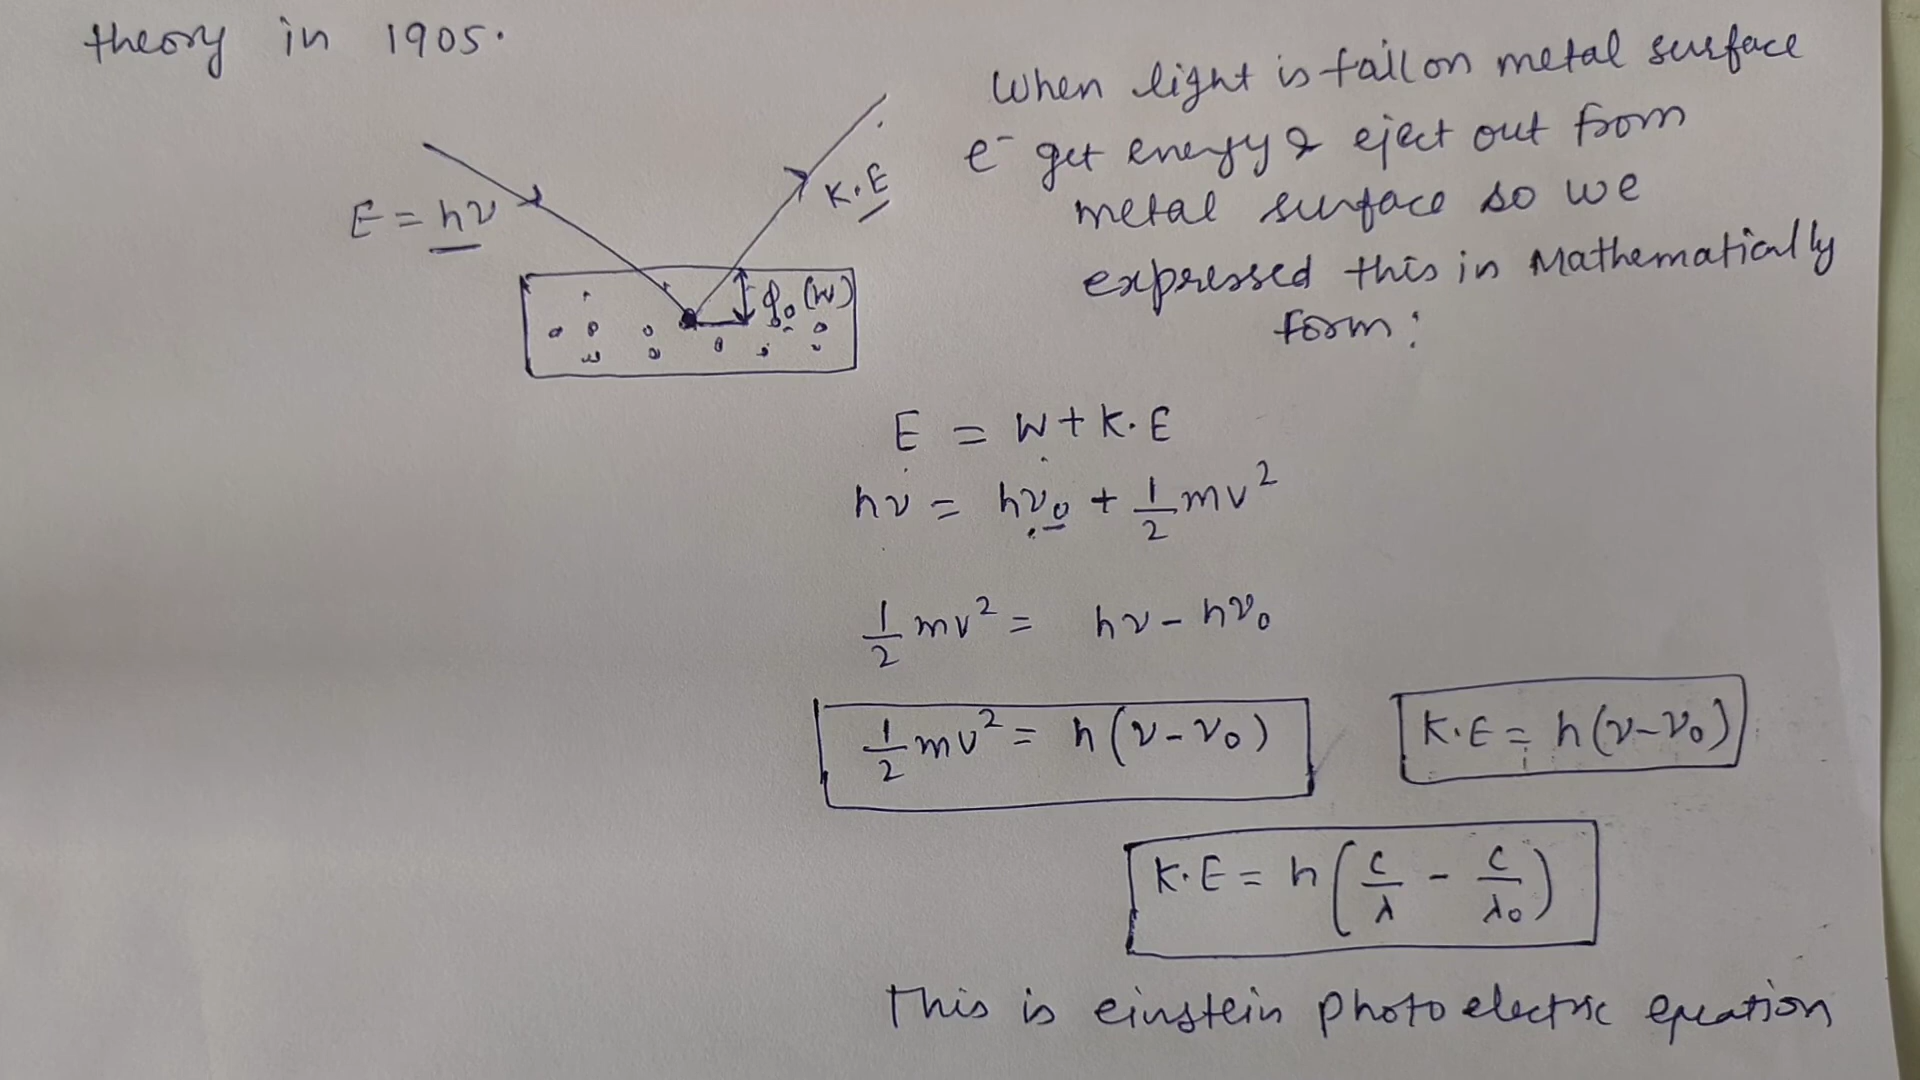 theory in 1905.
When light is fall on metal surface
e⁻ get energy & eject out from
metal surface so we
expressed this in Mathematically
form:
E = hν
K.E
ϕ₀ (W)
E = W + K.E
hν = hν₀ + 1/2 mv²
1/2 mv² = hν - hν₀
1/2 mv² = h(ν-ν₀)
K.E = h(ν-ν₀)
K.E = h(c/λ - c/λ₀)
This is einstein photo electric equation